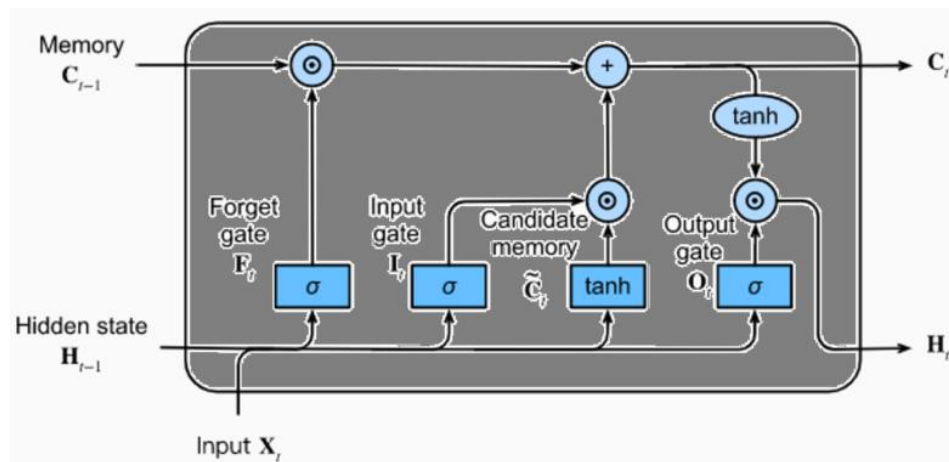 Memory
C_{t-1}
⊙
+
C_t
tanh
Forget
gate
F_t
Input
gate
I_t
Candidate
memory
C̃_t
⊙
Output
gate
O_t
⊙
σ
σ
tanh
σ
Hidden state
H_{t-1}
H_t
Input X_t